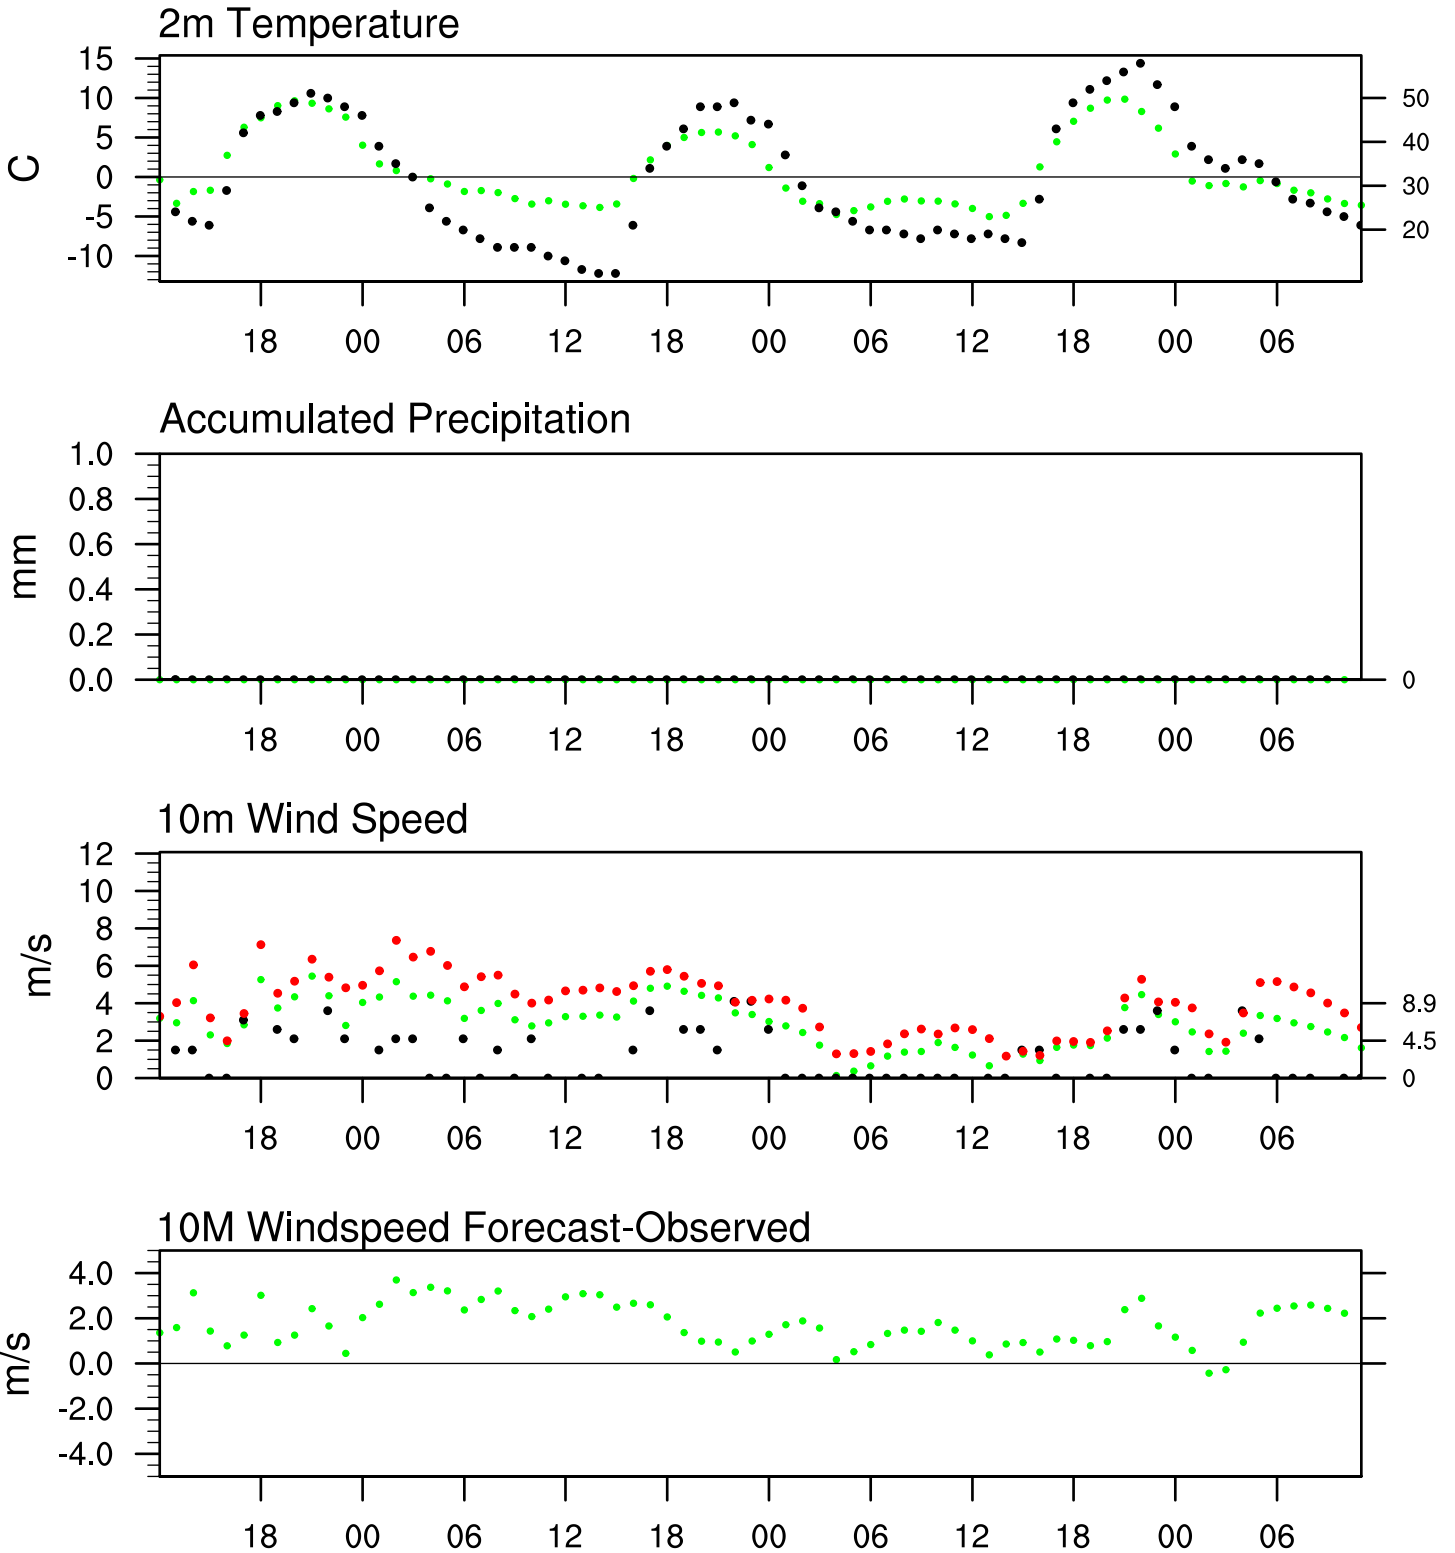 2m Temperature
15
10
5
0
-5
-10
C
50
40
30
20
18 00 06 12 18 00 06 12 18 00 06
Accumulated Precipitation
1.0
0.8
0.6
0.4
0.2
0.0
mm
0
18 00 06 12 18 00 06 12 18 00 06
10m Wind Speed
12
10
8
6
4
2
0
m/s
8.9
4.5
0
18 00 06 12 18 00 06 12 18 00 06
10M Windspeed Forecast-Observed
4.0
2.0
0.0
-2.0
-4.0
m/s
18 00 06 12 18 00 06 12 18 00 06